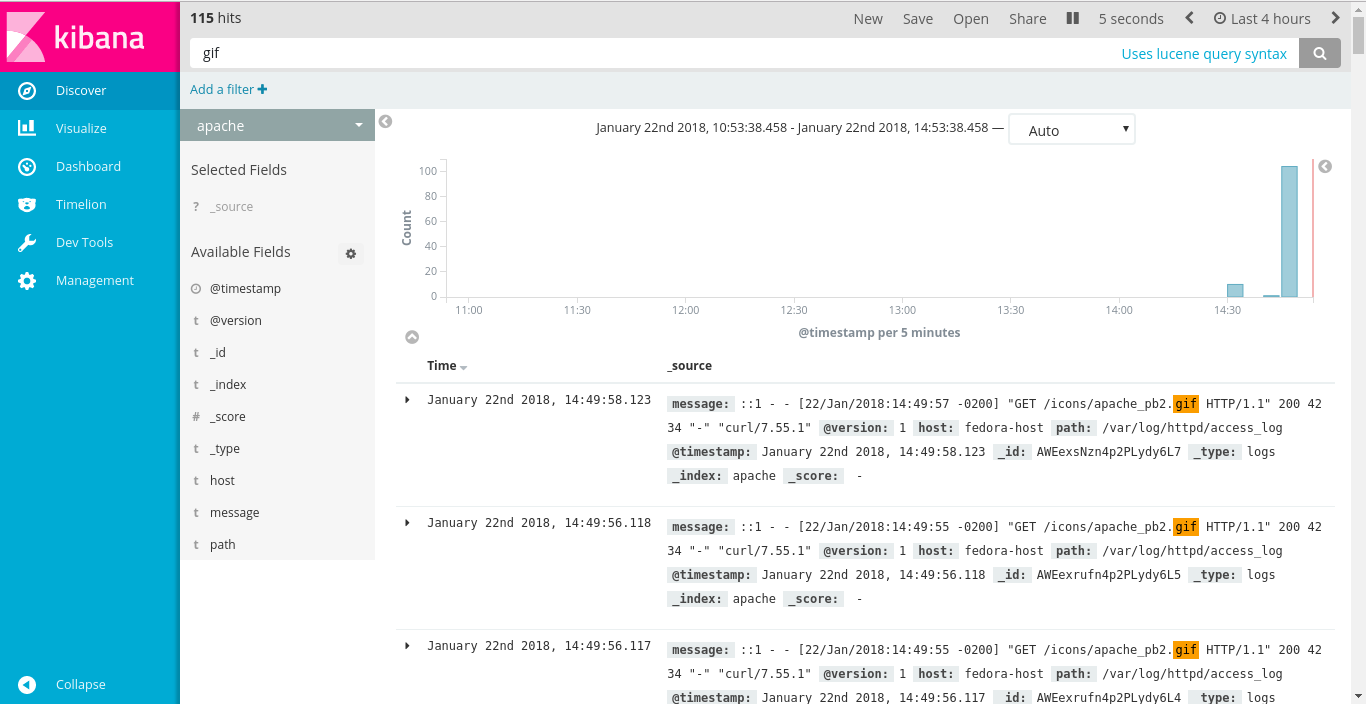 kibana
Discover
Visualize
Dashboard
Timelion
Dev Tools
Management
Collapse
115 hits
New Save Open Share 5 seconds Last 4 hours
gif Uses lucene query syntax
Add a filter +
apache
Selected Fields
? _source
Available Fields
@timestamp
t @version
t _id
t _index
# _score
t _type
t host
t message
t path
January 22nd 2018, 10:53:38.458 - January 22nd 2018, 14:53:38.458 — Auto
Count
100
80
60
40
20
0
11:00 11:30 12:00 12:30 13:00 13:30 14:00 14:30
@timestamp per 5 minutes
Time _source
January 22nd 2018, 14:49:58.123
message: ::1 - - [22/Jan/2018:14:49:57 -0200] "GET /icons/apache_pb2.gif HTTP/1.1" 200 42
34 "-" "curl/7.55.1" @version: 1 host: fedora-host path: /var/log/httpd/access_log
@timestamp: January 22nd 2018, 14:49:58.123 _id: AWEexsNzn4p2PLydy6L7 _type: logs
_index: apache _score: -
January 22nd 2018, 14:49:56.118
message: ::1 - - [22/Jan/2018:14:49:55 -0200] "GET /icons/apache_pb2.gif HTTP/1.1" 200 42
34 "-" "curl/7.55.1" @version: 1 host: fedora-host path: /var/log/httpd/access_log
@timestamp: January 22nd 2018, 14:49:56.118 _id: AWEexrufn4p2PLydy6L5 _type: logs
_index: apache _score: -
January 22nd 2018, 14:49:56.117
message: ::1 - - [22/Jan/2018:14:49:55 -0200] "GET /icons/apache_pb2.gif HTTP/1.1" 200 42
34 "-" "curl/7.55.1" @version: 1 host: fedora-host path: /var/log/httpd/access_log
@timestamp: January 22nd 2018, 14:49:56.117 _id: AWEexrufn4p2PLydy6L4 _type: logs